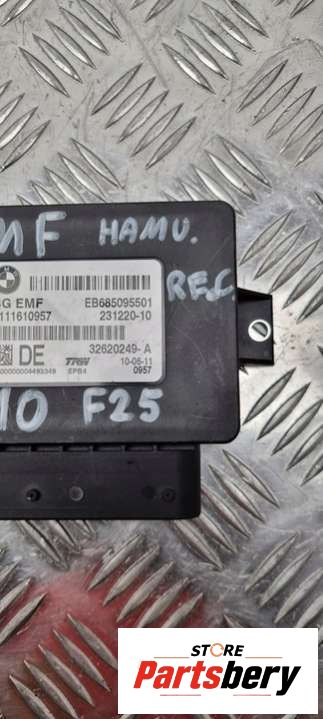 MF HAMU.
REC.
SG EMF EB685095501
111610957 231220-10
DE TRW 32620249-A
EPB4 10-06-11
0957
10 F25
STORE
Partsbery